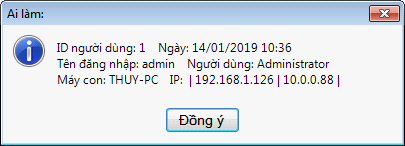 Ai làm:
ID người dùng: 1 Ngày: 14/01/2019 10:36
Tên đăng nhập: admin Người dùng: Administrator
Máy con: THUY-PC IP: | 192.168.1.126 | 10.0.0.88 |
Đồng ý